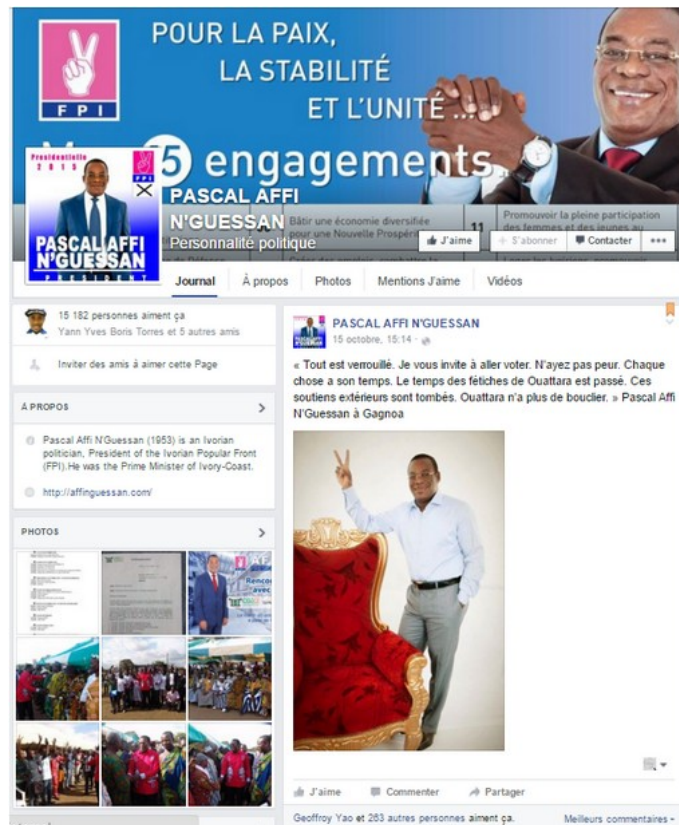 POUR LA PAIX,
LA STABILITÉ
ET L'UNITÉ ...
FPI
engagements
Presidentielle
2015
FPI
PASCAL AFFI
N'GUESSAN
PRESIDENT
PASCAL AFFI
N'GUESSAN
Personnalité politique
Bâtir une économie diversifiée
pour une Nouvelle Prospérité
11
Promouvoir la pleine participation
des femmes et des jeunes au
J'aime
S'abonner
Contacter
Journal
À propos
Photos
Mentions J'aime
Vidéos
15 182 personnes aiment ça
Yann Yves Boris Torres et 5 autres amis
Inviter des amis à aimer cette Page
À PROPOS
Pascal Affi N'Guessan (1953) is an Ivorian
politician, President of the Ivorian Popular Front
(FPI).He was the Prime Minister of Ivory-Coast.
http://affinguessan.com/
PHOTOS
PASCAL AFFI N'GUESSAN
15 octobre, 15:14 ·
« Tout est verrouillé. Je vous invite à aller voter. N'ayez pas peur. Chaque
chose a son temps. Le temps des fétiches de Ouattara est passé. Ces
soutiens extérieurs sont tombés. Ouattara n'a plus de bouclier. » Pascal Affi
N'Guessan à Gagnoa
J'aime
Commenter
Partager
Geoffroy Yao et 263 autres personnes aiment ça.
Meilleurs commentaires